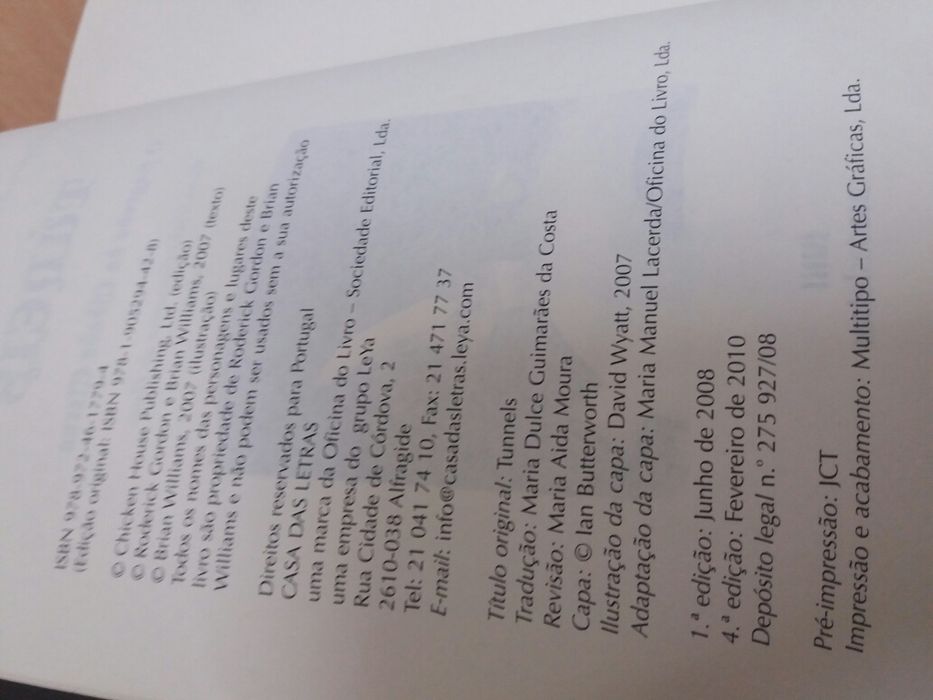 ISBN 978-972-46-1779-4
(Edição original: ISBN 978-1-905294-42-8)
© Chicken House Publishing, Ltd. (edição)
© Roderick Gordon e Brian Williams, 2007 (texto)
© Brian Williams, 2007 (ilustração)
Todos os nomes das personagens e lugares deste
livro são propriedade de Roderick Gordon e Brian
Williams e não podem ser usados sem a sua autorização
Direitos reservados para Portugal
CASA DAS LETRAS
uma marca da Oficina do Livro – Sociedade Editorial, Lda.
uma empresa do grupo LeYa
Rua Cidade de Córdova, 2
2610-038 Alfragide
Tel: 21 041 74 10, Fax: 21 471 77 37
E-mail: info@casadasletras.leya.com
Título original: Tunnels
Tradução: Maria Dulce Guimarães da Costa
Revisão: Maria Aida Moura
Capa: © Ian Butterworth
Ilustração da capa: David Wyatt, 2007
Adaptação da capa: Maria Manuel Lacerda/Oficina do Livro, Lda.
1.ª edição: Junho de 2008
4.ª edição: Fevereiro de 2010
Depósito legal n.° 275 927/08
Pré-impressão: JCT
Impressão e acabamento: Multitipo – Artes Gráficas, Lda.